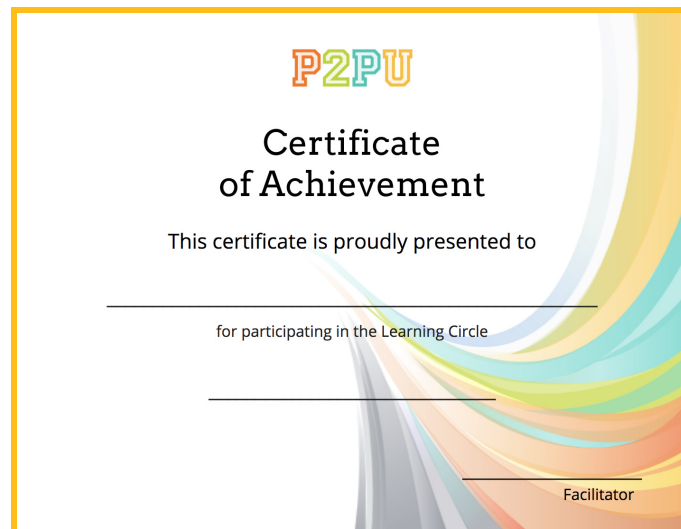 P2PU
Certificate
of Achievement
This certificate is proudly presented to
for participating in the Learning Circle
Facilitator